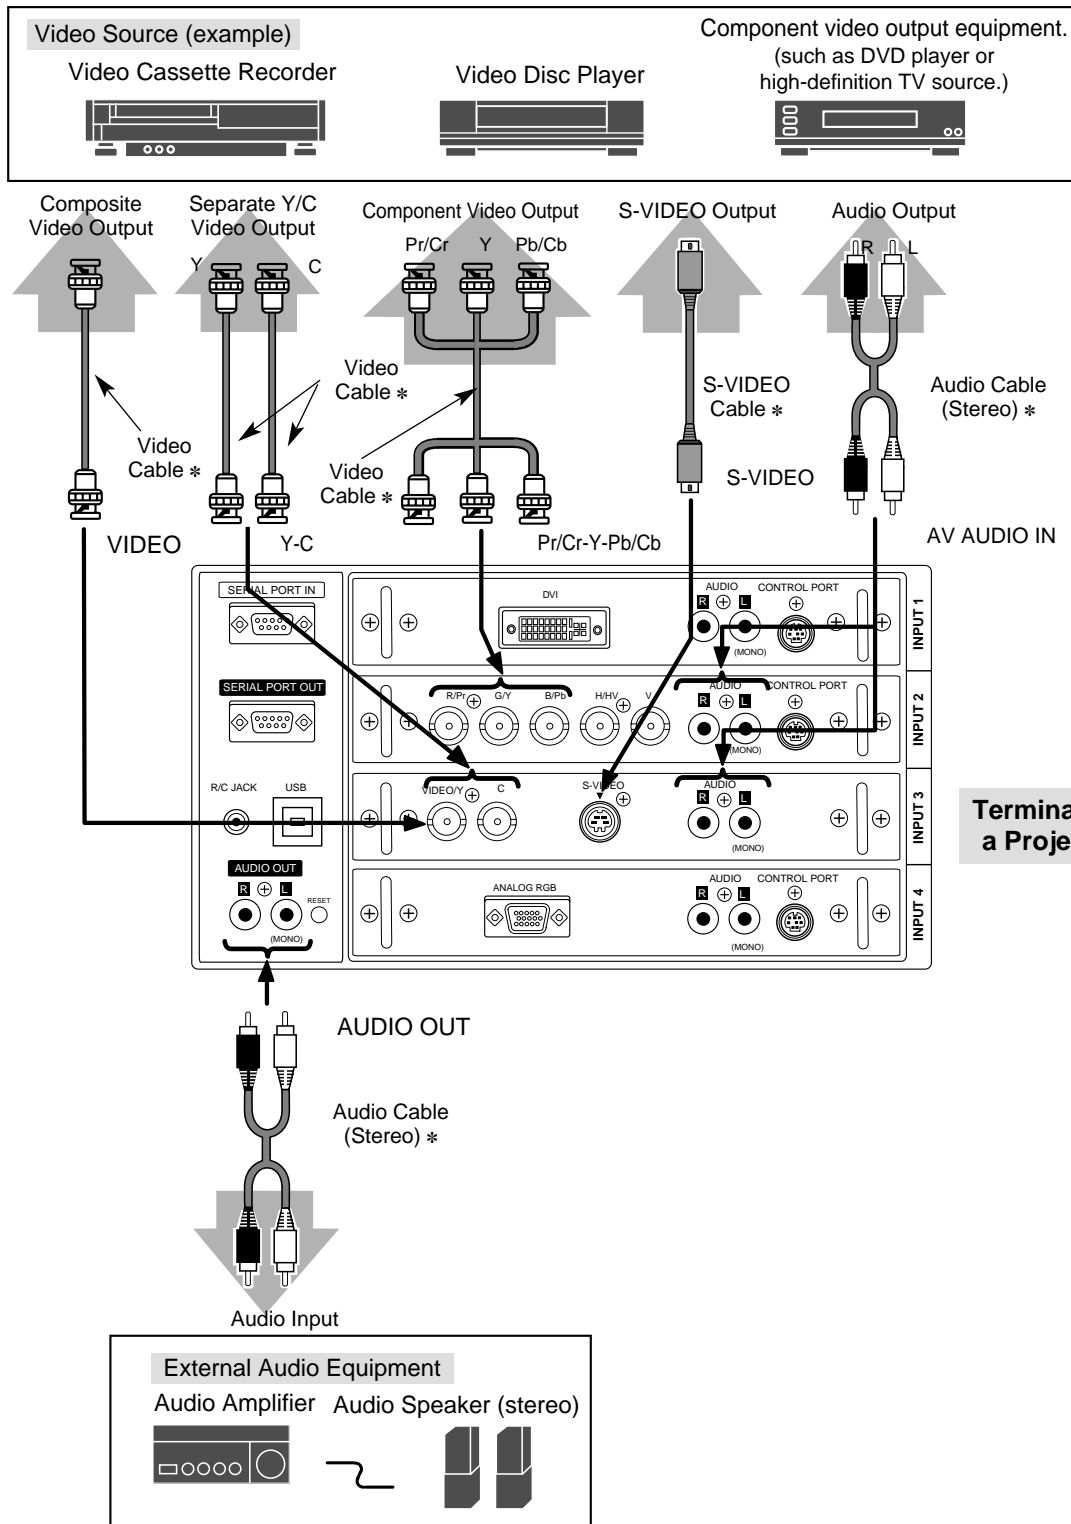 Video Source (example)
Component video output equipment.
(such as DVD player or
high-definition TV source.)
Video Cassette Recorder
Video Disc Player
Composite
Video Output
Separate Y/C
Video Output
Component Video Output
S-VIDEO Output
Audio Output
Y
C
Pr/Cr
Y
Pb/Cb
R
L
Video
Cable *
Video
Cable *
Video
Cable *
S-VIDEO
Cable *
Audio Cable
(Stereo) *
S-VIDEO
VIDEO
Y-C
Pr/Cr-Y-Pb/Cb
AV AUDIO IN
SERIAL PORT IN
DVI
AUDIO
R
L
(MONO)
CONTROL PORT
INPUT 1
SERIAL PORT OUT
R/Pr
G/Y
B/Pb
H/HV
V
AUDIO
R
L
(MONO)
CONTROL PORT
INPUT 2
R/C JACK
USB
VIDEO/Y
C
S-VIDEO
AUDIO
R
L
(MONO)
INPUT 3
Termina
a Proje
AUDIO OUT
R
L
(MONO)
RESET
ANALOG RGB
AUDIO
R
L
(MONO)
CONTROL PORT
INPUT 4
AUDIO OUT
Audio Cable
(Stereo) *
Audio Input
External Audio Equipment
Audio Amplifier
Audio Speaker (stereo)